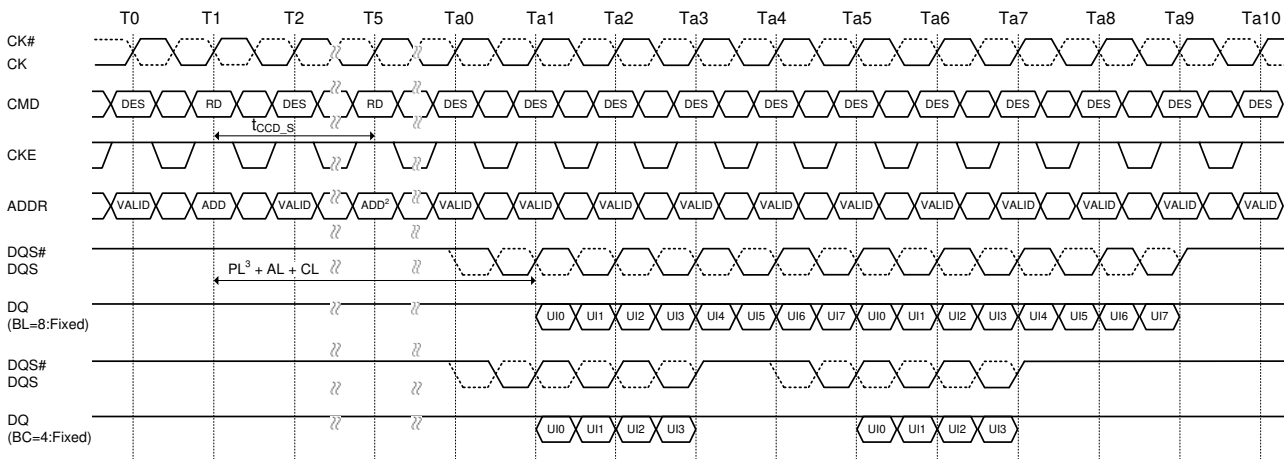 T0 T1 T2 T5 Ta0 Ta1 Ta2 Ta3 Ta4 Ta5 Ta6 Ta7 Ta8 Ta9 Ta10
CK#
CK
CMD DES RD DES RD DES DES DES DES DES DES DES DES DES DES DES
tCCD_S
CKE
ADDR VALID ADD VALID ADD² VALID VALID VALID VALID VALID VALID VALID VALID VALID VALID VALID
DQS#
DQS
PL³ + AL + CL
DQ
(BL=8:Fixed) UI0 UI1 UI2 UI3 UI4 UI5 UI6 UI7 UI0 UI1 UI2 UI3 UI4 UI5 UI6 UI7
DQS#
DQS
DQ
(BC=4:Fixed) UI0 UI1 UI2 UI3 UI0 UI1 UI2 UI3